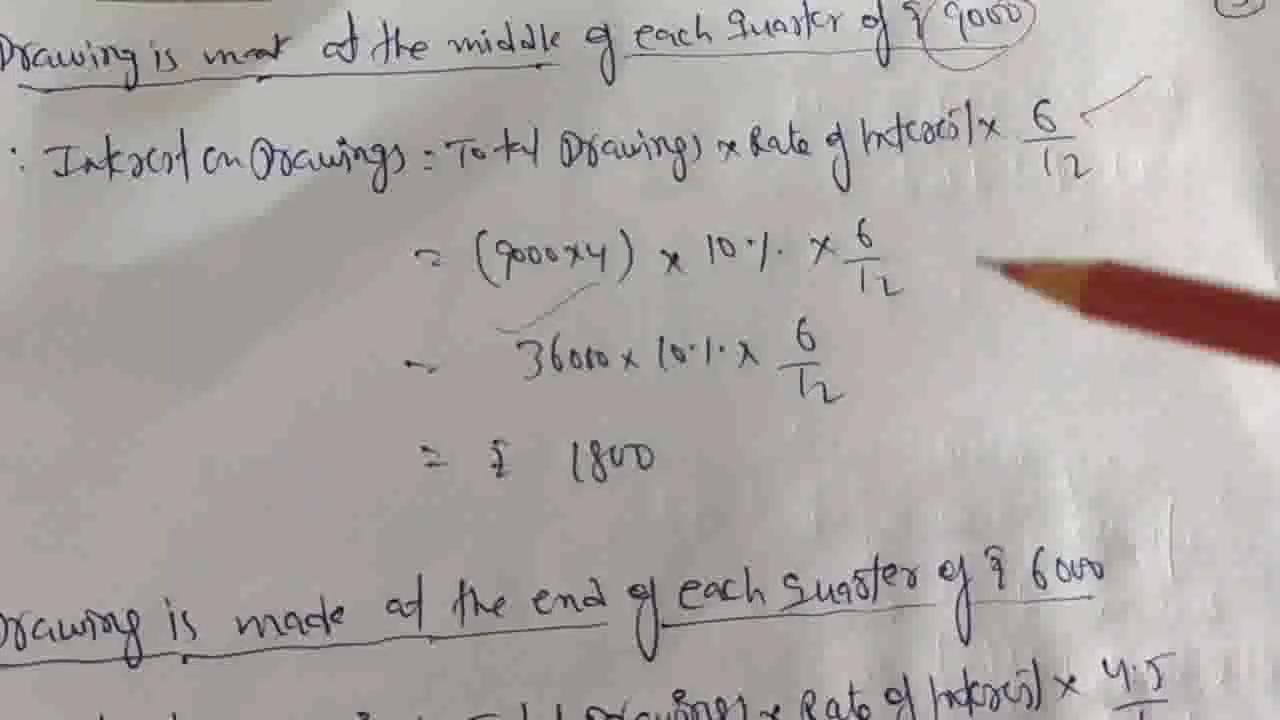 Drawing is mad at the middle of each Quarter of ₹ 9000
∴ Interest on Drawings = Total Drawings × Rate of Interest × 6/12
= (9000×4) × 10% × 6/12
= 36000 × 10% × 6/12
= ₹ 1800
Drawing is made at the end of each Quarter of ₹ 6000
Drawings × Rate of Interest × 4.5